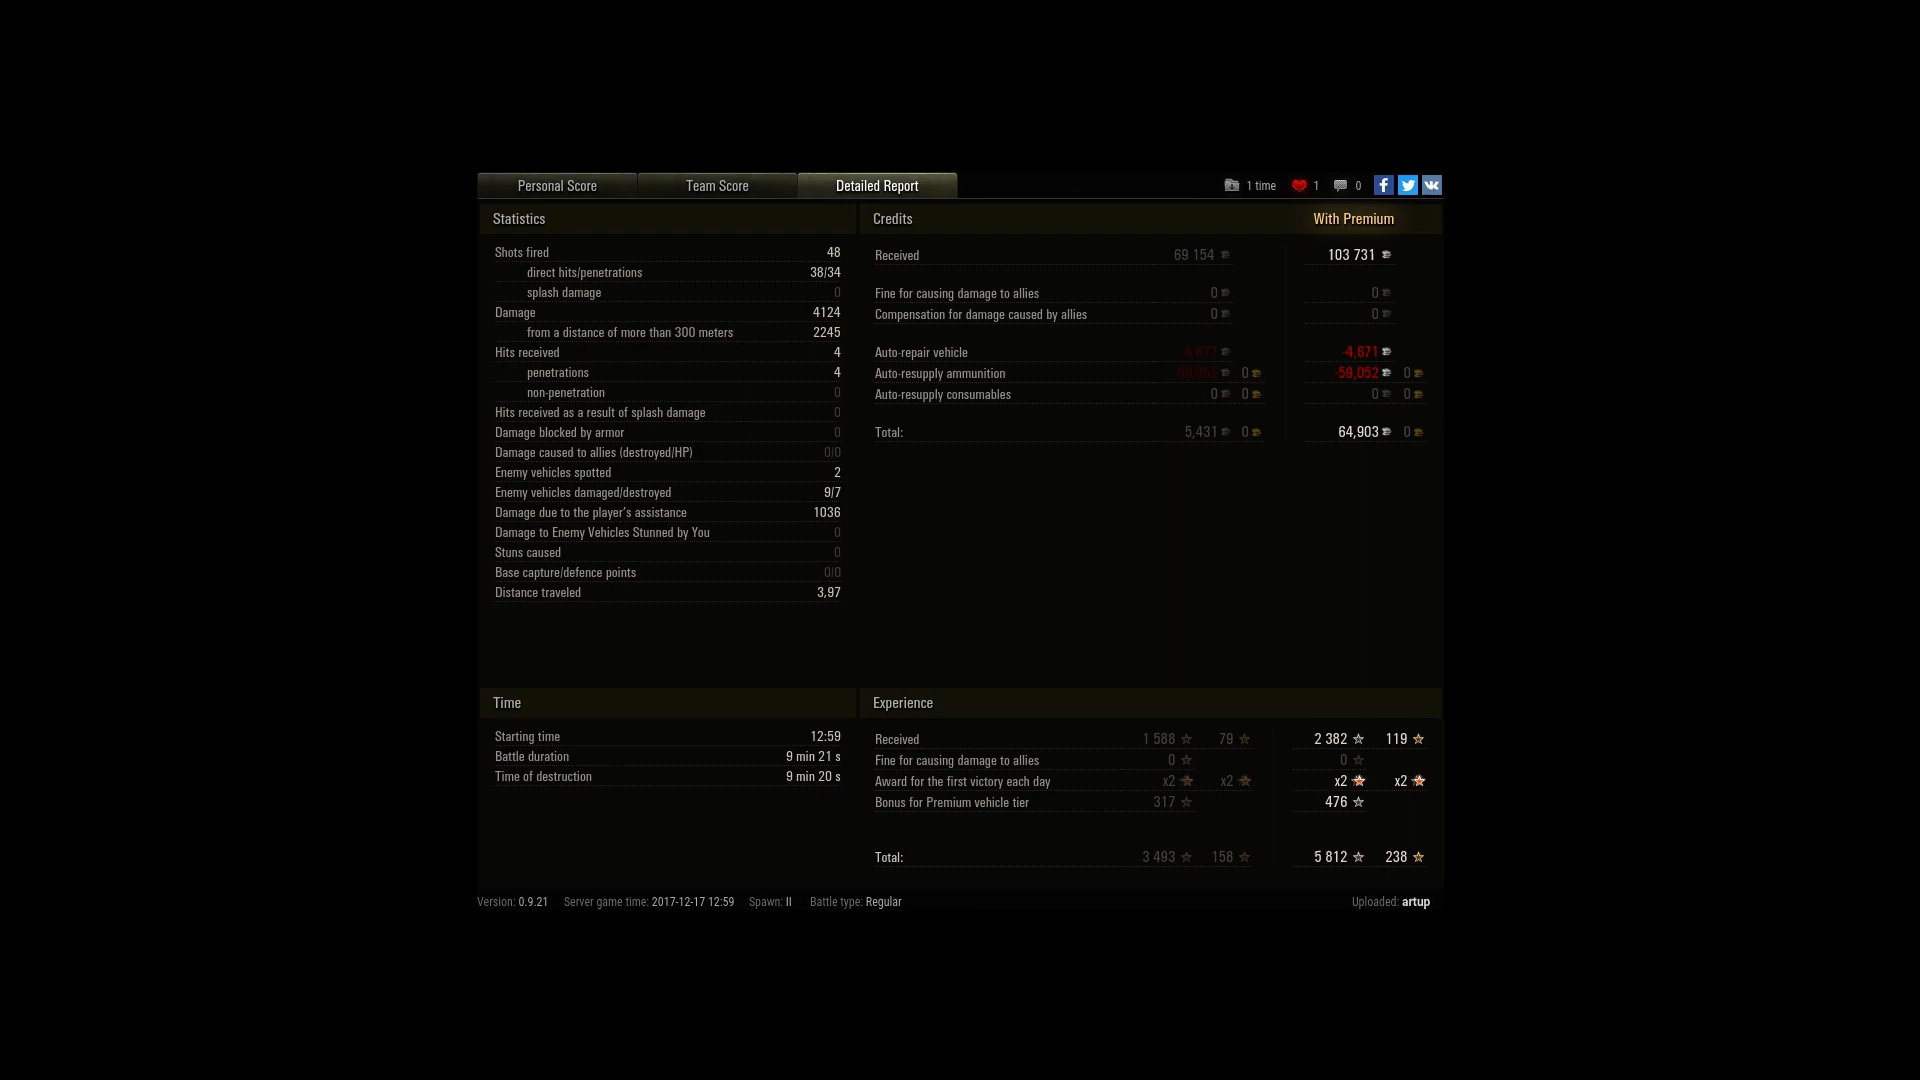 Personal Score Team Score Detailed Report 1 time 1 0
Statistics
Shots fired 48
direct hits/penetrations 38/34
splash damage 0
Damage 4124
from a distance of more than 300 meters 2245
Hits received 4
penetrations 4
non-penetration 0
Hits received as a result of splash damage 0
Damage blocked by armor 0
Damage caused to allies (destroyed/HP) 0/0
Enemy vehicles spotted 2
Enemy vehicles damaged/destroyed 9/7
Damage due to the player's assistance 1036
Damage to Enemy Vehicles Stunned by You 0
Stuns caused 0
Base capture/defence points 0/0
Distance traveled 3,97
Credits With Premium
Received 69 154 103 731
Fine for causing damage to allies 0 0
Compensation for damage caused by allies 0 0
Auto-repair vehicle -4,671
Auto-resupply ammunition 0 -59,052 0
Auto-resupply consumables 0 0 0 0
Total: 5,431 0 64,903 0
Time
Starting time 12:59
Battle duration 9 min 21 s
Time of destruction 9 min 20 s
Experience
Received 1 588 79 2 382 119
Fine for causing damage to allies 0 0
Award for the first victory each day x2 x2 x2 x2
Bonus for Premium vehicle tier 317 476
Total: 3 493 158 5 812 238
Version: 0.9.21 Server game time: 2017-12-17 12:59 Spawn: II Battle type: Regular Uploaded: artup